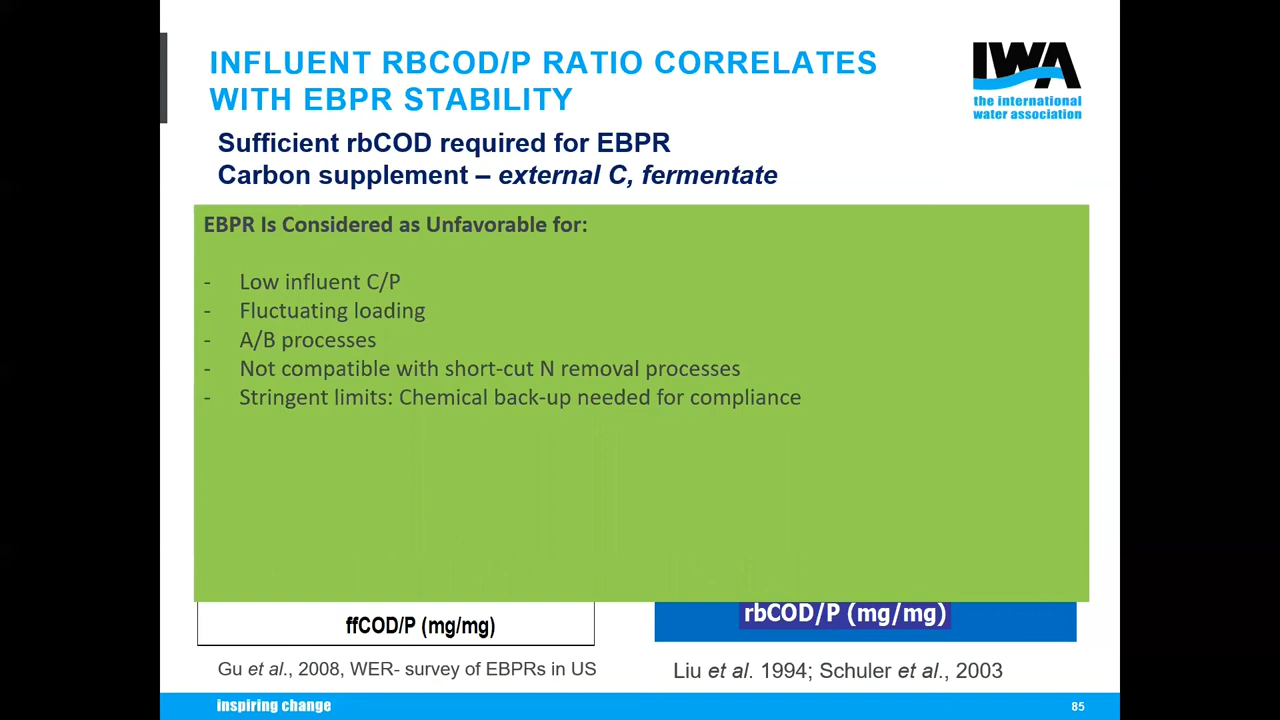 INFLUENT RBCOD/P RATIO CORRELATES
WITH EBPR STABILITY
IWA
the international
water association
Sufficient rbCOD required for EBPR
Carbon supplement – external C, fermentate
EBPR Is Considered as Unfavorable for:
- Low influent C/P
- Fluctuating loading
- A/B processes
- Not compatible with short-cut N removal processes
- Stringent limits: Chemical back-up needed for compliance
ffCOD/P (mg/mg)
rbCOD/P (mg/mg)
Gu et al., 2008, WER- survey of EBPRs in US
Liu et al. 1994; Schuler et al., 2003
inspiring change
85